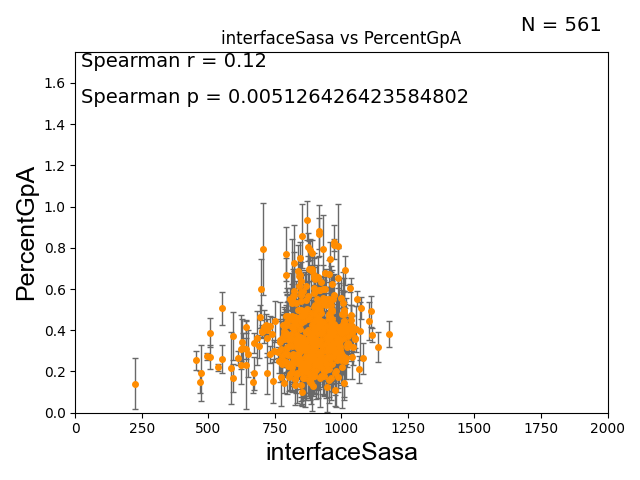 N = 561
interfaceSasa vs PercentGpA
Spearman r = 0.12
Spearman p = 0.005126426423584802
PercentGpA
1.6
1.4
1.2
1.0
0.8
0.6
0.4
0.2
0.0
0 250 500 750 1000 1250 1500 1750 2000
interfaceSasa